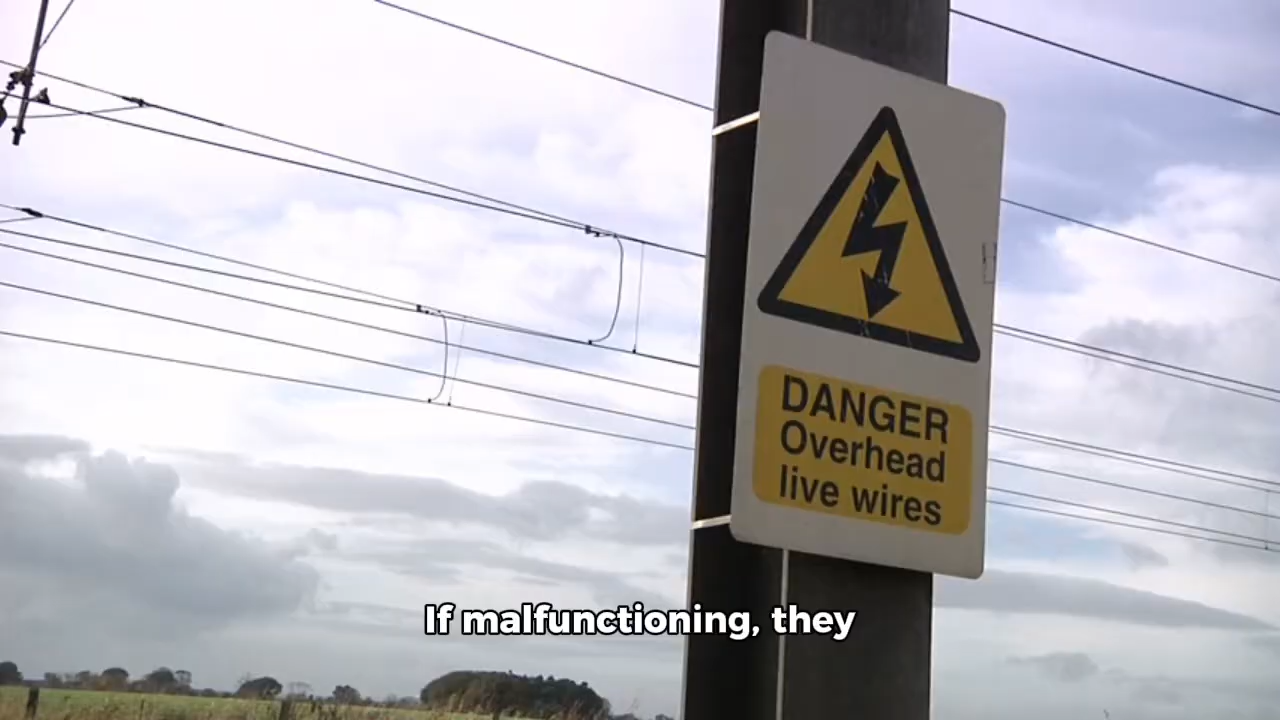 DANGER
Overhead
live wires
If malfunctioning, they